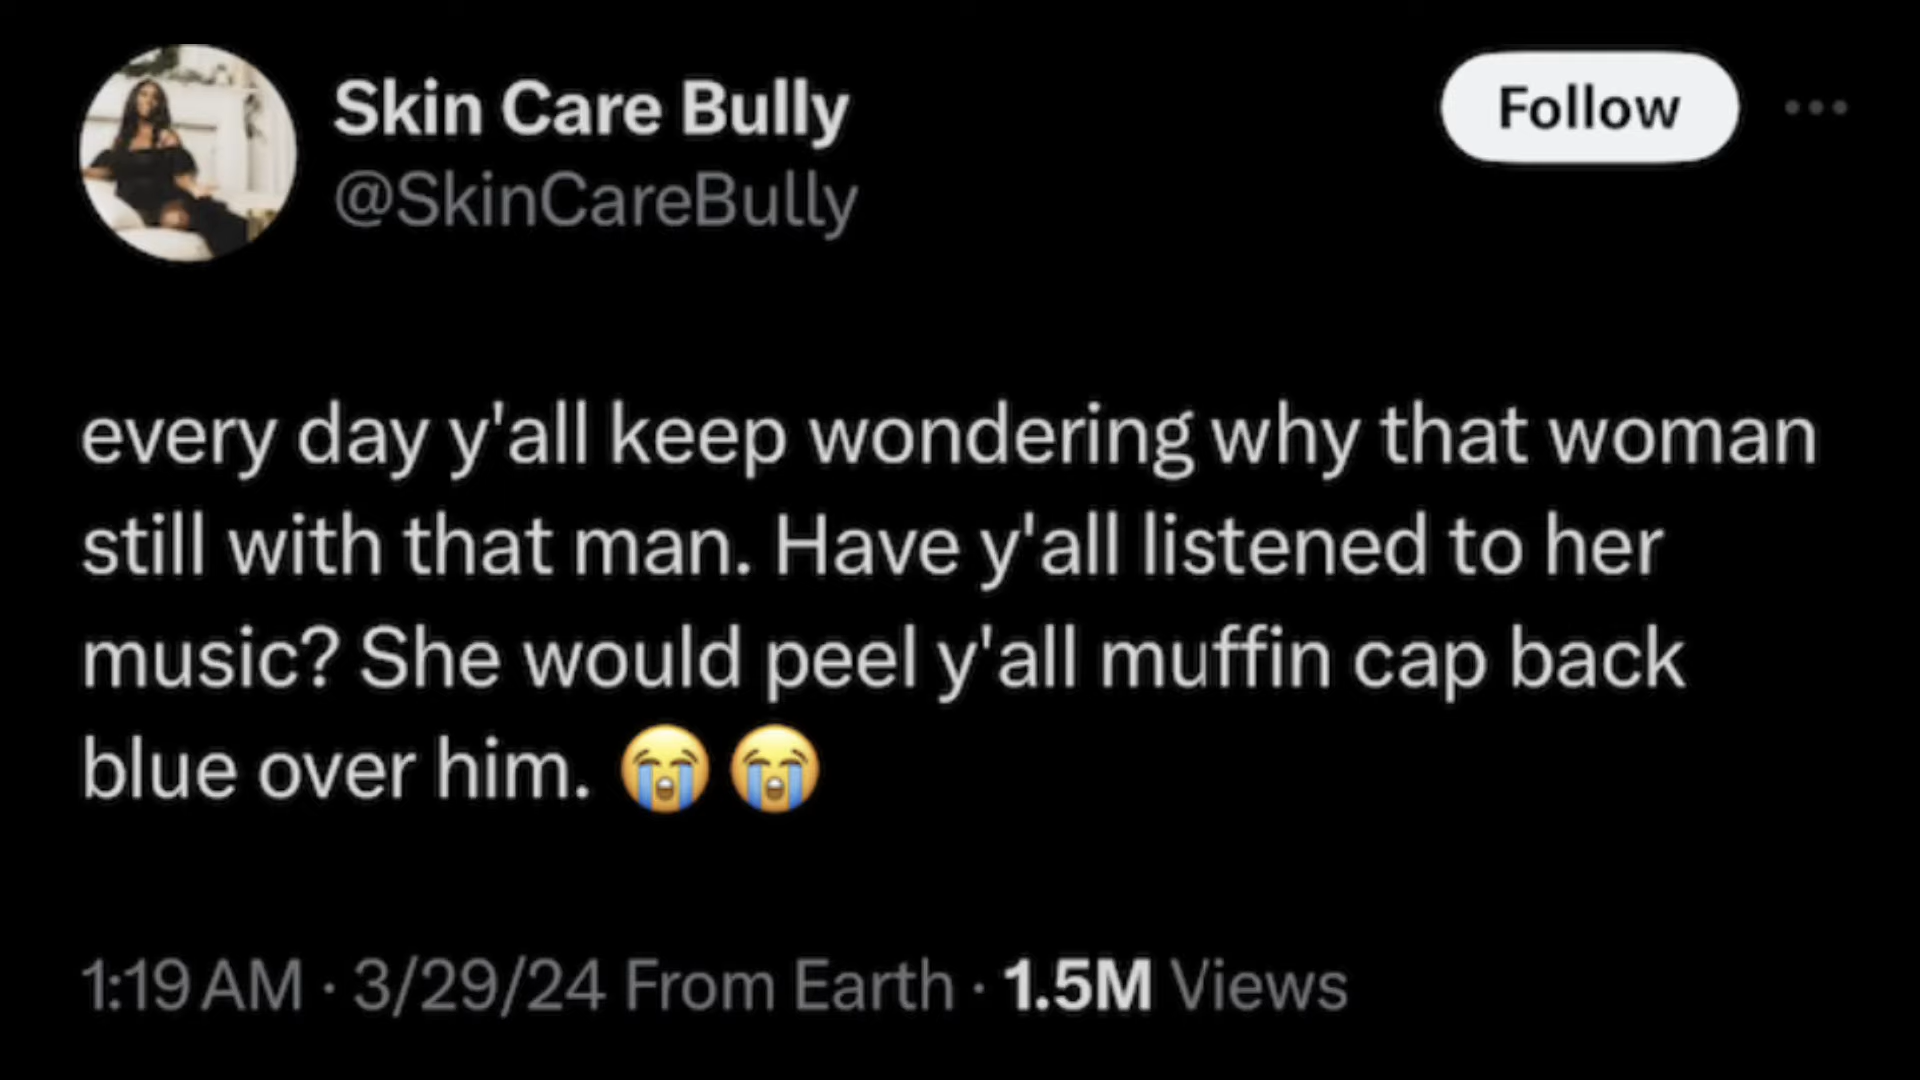 Skin Care Bully
@SkinCareBully
Follow
every day y'all keep wondering why that woman
still with that man. Have y'all listened to her
music? She would peel y'all muffin cap back
blue over him. 😭😭
1:19 AM · 3/29/24 From Earth · 1.5M Views